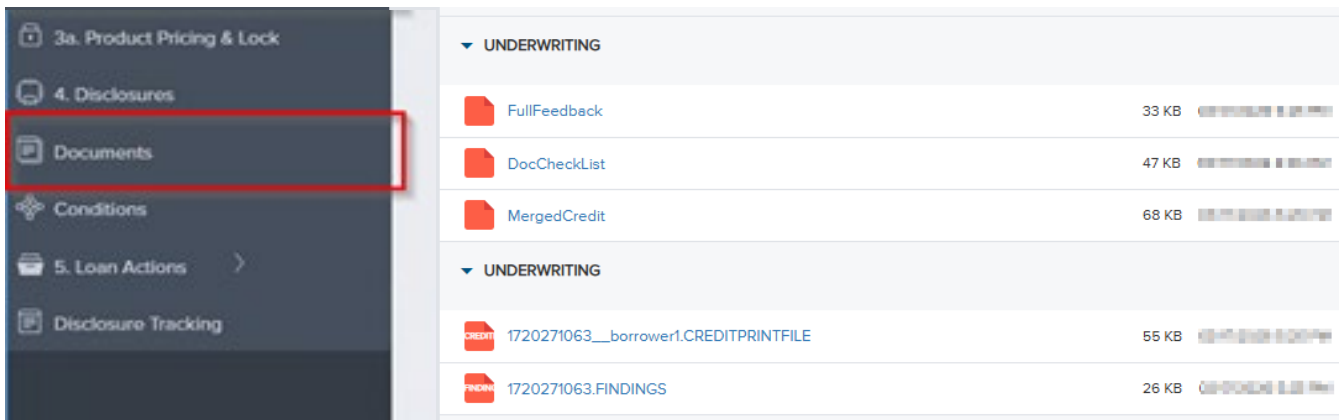 3a. Product Pricing & Lock
4. Disclosures
Documents
Conditions
5. Loan Actions
Disclosure Tracking
UNDERWRITING
FullFeedback 33 KB
DocCheckList 47 KB
MergedCredit 68 KB
UNDERWRITING
CREDIT 1720271063__borrower1.CREDITPRINTFILE 55 KB
FINDING 1720271063.FINDINGS 26 KB